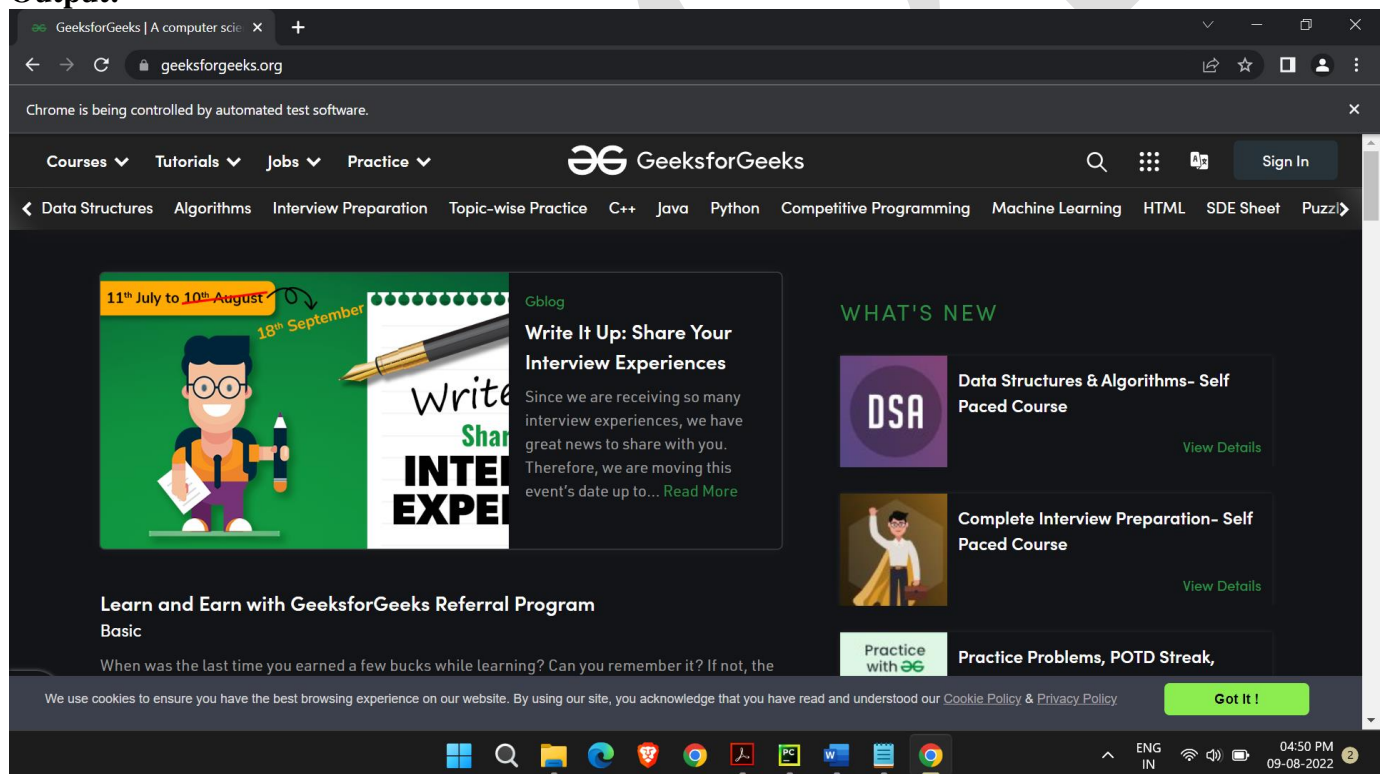 Output:
GeeksforGeeks | A computer scie
geeksforgeeks.org
Chrome is being controlled by automated test software.
Courses Tutorials Jobs Practice GeeksforGeeks Sign In
Data Structures Algorithms Interview Preparation Topic-wise Practice C++ Java Python Competitive Programming Machine Learning HTML SDE Sheet Puzzl
11th July to 10th August
18th September
Write
Shar
INTE
EXPE
Gblog
Write It Up: Share Your
Interview Experiences
Since we are receiving so many
interview experiences, we have
great news to share with you.
Therefore, we are moving this
event's date up to... Read More
WHAT'S NEW
DSA
Data Structures & Algorithms- Self
Paced Course
View Details
Complete Interview Preparation- Self
Paced Course
View Details
Practice
with
Practice Problems, POTD Streak,
Learn and Earn with GeeksforGeeks Referral Program
Basic
When was the last time you earned a few bucks while learning? Can you remember it? If not, the
We use cookies to ensure you have the best browsing experience on our website. By using our site, you acknowledge that you have read and understood our Cookie Policy & Privacy Policy
Got It !
ENG
IN
04:50 PM
09-08-2022
2